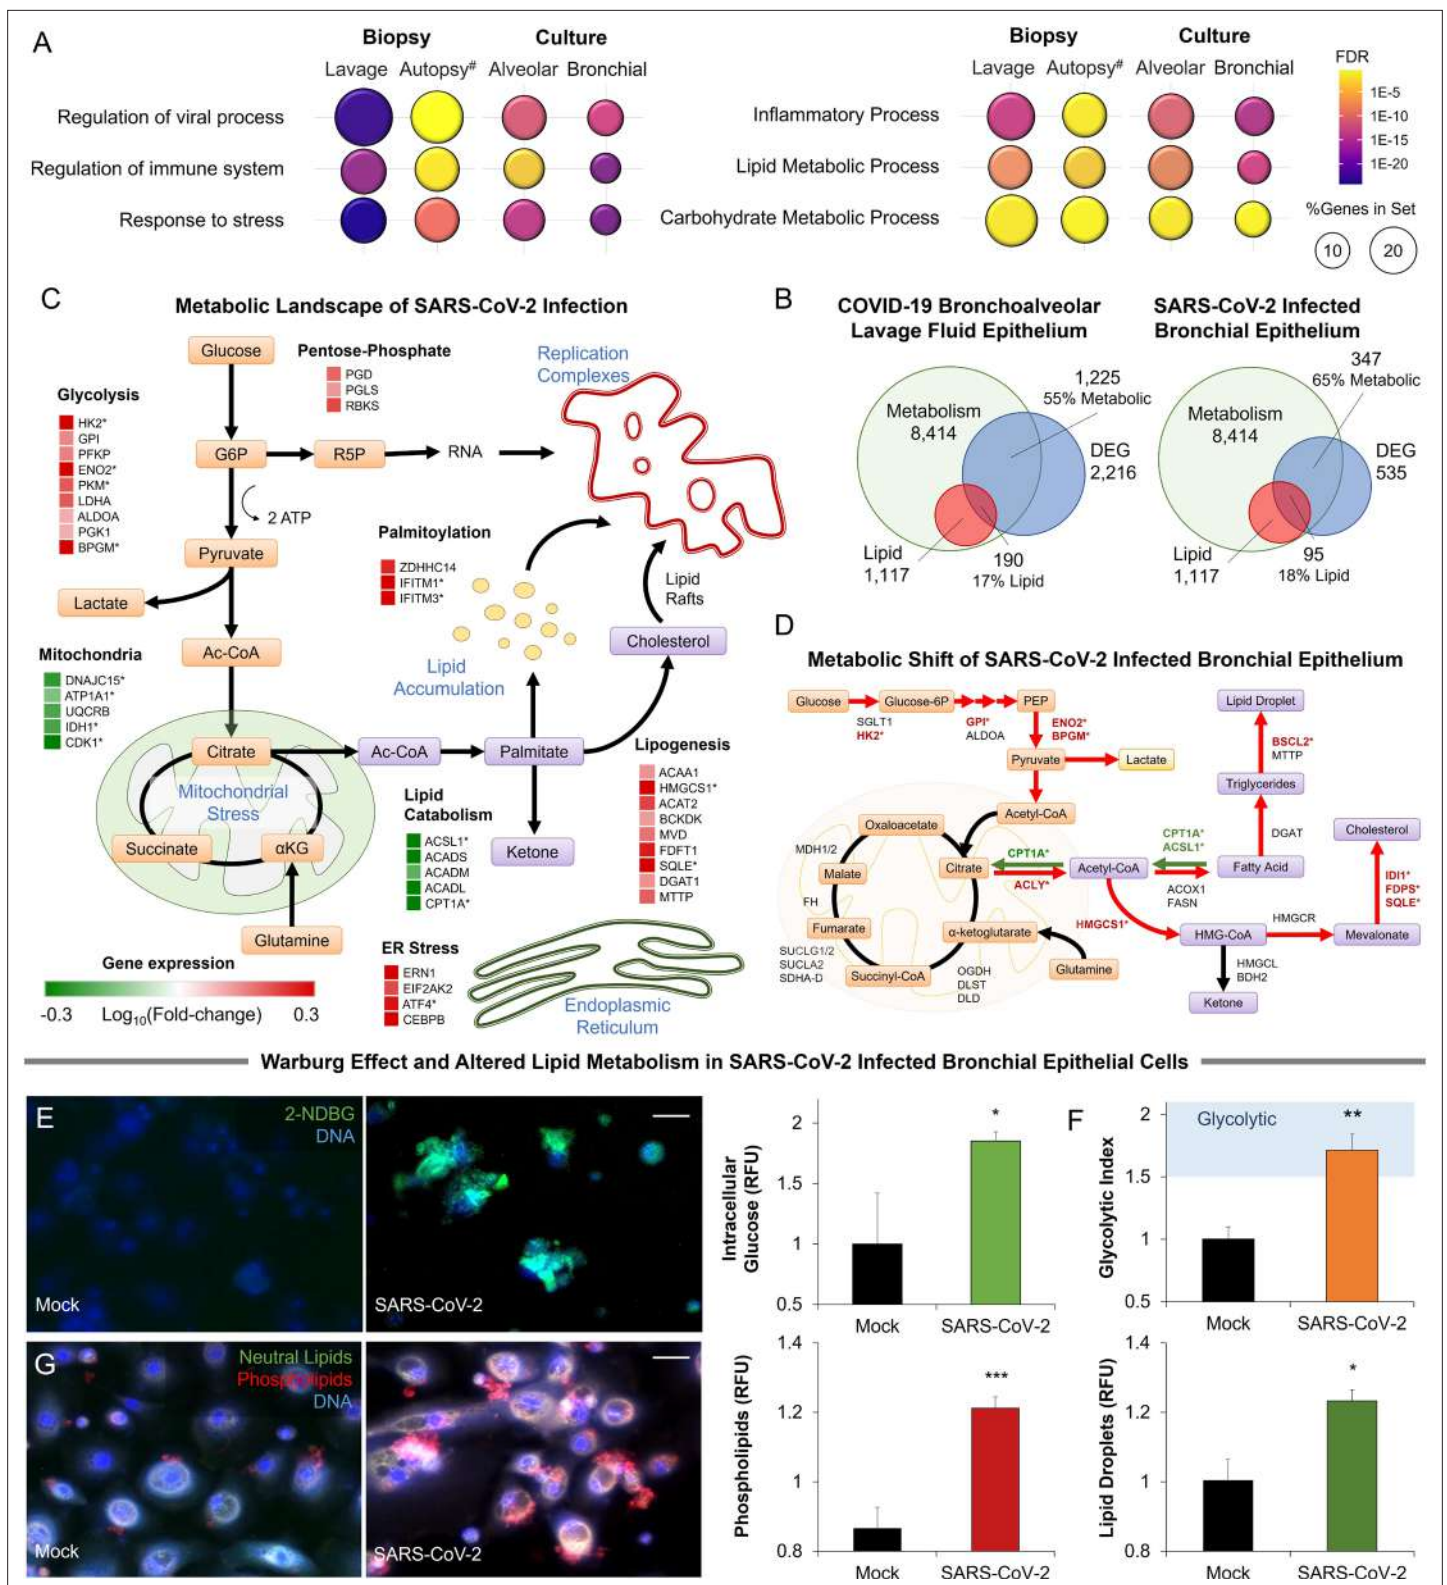 A
Biopsy Culture
Lavage Autopsy# Alveolar Bronchial
Regulation of viral process
Regulation of immune system
Response to stress
Biopsy Culture
Lavage Autopsy# Alveolar Bronchial
Inflammatory Process
Lipid Metabolic Process
Carbohydrate Metabolic Process
FDR
1E-5
1E-10
1E-15
1E-20
%Genes in Set
10 20
C
Metabolic Landscape of SARS-CoV-2 Infection
Glucose
Pentose-Phosphate
PGD
PGLS
RBKS
Replication
Complexes
Glycolysis
HK2*
GPI
PFKP
ENO2*
PKM*
LDHA
ALDOA
PGK1
BPGM*
G6P
R5P
RNA
2 ATP
Pyruvate
Lactate
Ac-CoA
Palmitoylation
ZDHHC14
IFITM1*
IFITM3*
Lipid
Rafts
Cholesterol
Lipid
Accumulation
Mitochondria
DNAJC15*
ATP1A1*
UQCRB
IDH1*
CDK1*
Citrate
Ac-CoA
Palmitate
Mitochondrial
Stress
Succinate
αKG
Glutamine
Lipid
Catabolism
ACSL1*
ACADS
ACADM
ACADL
CPT1A*
Ketone
Lipogenesis
ACAA1
HMGCS1*
ACAT2
BCKDK
MVD
FDFT1
SQLE*
DGAT1
MTTP
ER Stress
ERN1
EIF2AK2
ATF4*
CEBPB
Endoplasmic
Reticulum
Gene expression
-0.3 Log10(Fold-change) 0.3
B
COVID-19 Bronchoalveolar
Lavage Fluid Epithelium
1,225
55% Metabolic
Metabolism
8,414
DEG
2,216
Lipid
1,117
190
17% Lipid
SARS-CoV-2 Infected
Bronchial Epithelium
347
65% Metabolic
Metabolism
8,414
DEG
535
Lipid
1,117
95
18% Lipid
D
Metabolic Shift of SARS-CoV-2 Infected Bronchial Epithelium
Glucose
Glucose-6P
PEP
Lipid Droplet
SGLT1
HK2*
GPI*
ALDOA
ENO2*
BPGM*
BSCL2*
MTTP
Pyruvate
Lactate
Triglycerides
Acetyl-CoA
Oxaloacetate
DGAT
Cholesterol
MDH1/2
Citrate
CPT1A*
ACLY*
Acetyl-CoA
CPT1A*
ACSL1*
ACOX1
FASN
Fatty Acid
Malate
IDI1*
FDPS*
SQLE*
FH
HMGCS1*
Fumarate
α-ketoglutarate
HMG-CoA
HMGCR
Mevalonate
SUCLG1/2
SUCLA2
SDHA-D
Succinyl-CoA
OGDH
DLST
DLD
Glutamine
HMGCL
BDH2
Ketone
Warburg Effect and Altered Lipid Metabolism in SARS-CoV-2 Infected Bronchial Epithelial Cells
E
2-NDBG
DNA
Mock
SARS-CoV-2
Intracellular
Glucose (RFU)
2
1.5
1
0.5
*
Mock SARS-CoV-2
F
Glycolytic Index
2
1.5
1
0.5
Glycolytic
**
Mock SARS-CoV-2
G
Neutral Lipids
Phospholipids
DNA
Mock
SARS-CoV-2
Phospholipids (RFU)
1.4
1.2
1
0.8
***
Mock SARS-CoV-2
Lipid Droplets (RFU)
1.4
1.2
1
0.8
*
Mock SARS-CoV-2